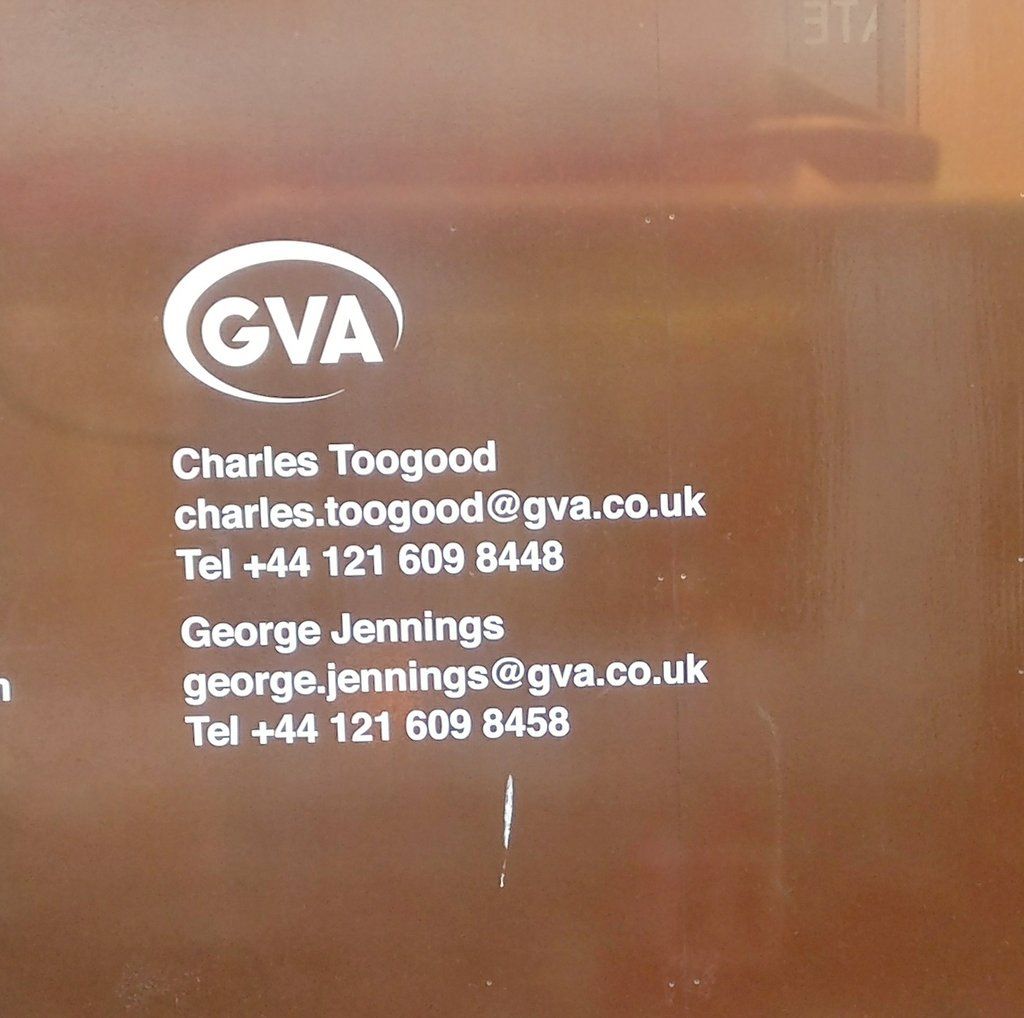 GVA
Charles Toogood
charles.toogood@gva.co.uk
Tel +44 121 609 8448
George Jennings
george.jennings@gva.co.uk
Tel +44 121 609 8458